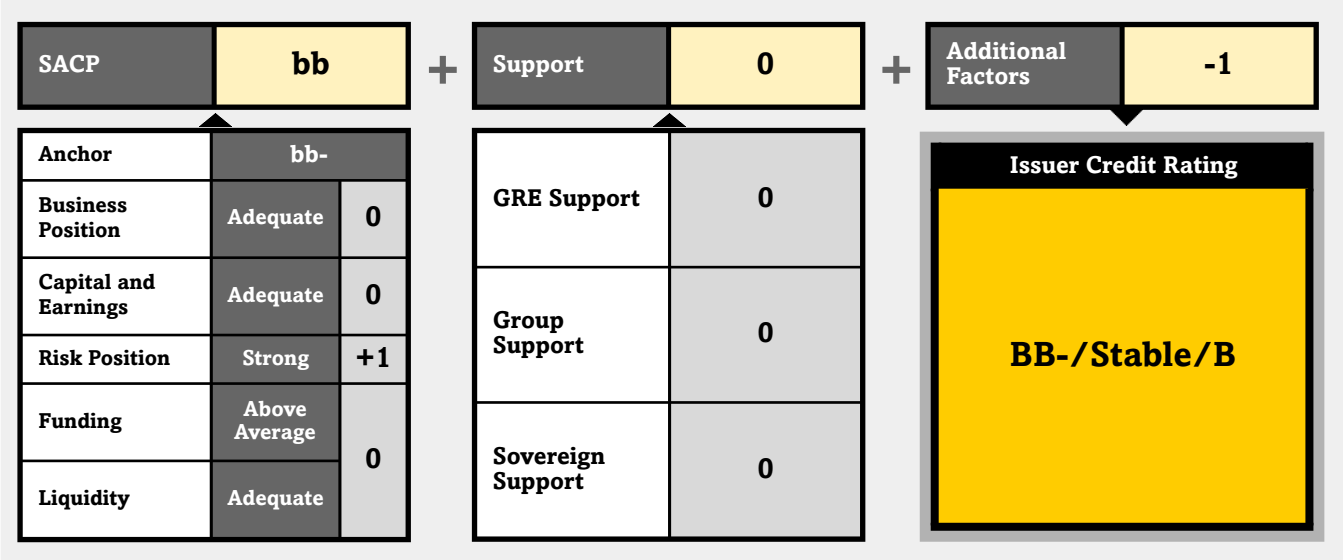 SACP
bb
+
Support
0
+
Additional
Factors
-1
Anchor
bb-
Business
Position
Adequate
0
Capital and
Earnings
Adequate
0
Risk Position
Strong
+1
Funding
Above
Average
0
Liquidity
Adequate
GRE Support
0
Group
Support
0
Sovereign
Support
0
Issuer Credit Rating
BB-/Stable/B